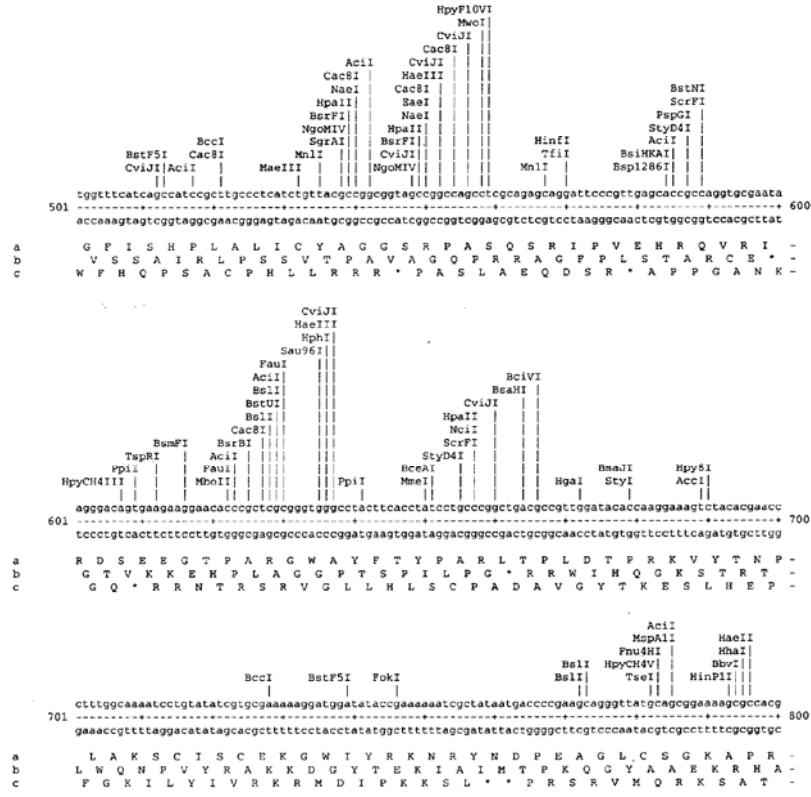 HpyF10VI
MwoI
CviJI
Cac8I
AciI CviJI
Cac8I HaeIII
NaeI Cac8I BstNI
HpaII EaeI ScrFI
BsrFI NaeI PspGI
NgoMIV HpaII StyD4I
BccI SgrAI BsrFI HinfI AciI
BstF5I Cac8I MnlI CviJI TfiI BsiHKAI
CviJI AciI MaeIII NgoMIV MnlI Bsp1286I
tggtttcatcagccatccgcttgccctcatctgttacgccggcggtagccggccagcctcgcagagcaggattcccgttgagcaccgccaggtgcgaata
501 600
accaaagtagtcggtaggcgaacgggagtagacaatgcggccgccatcggccggtcggagcgtctcgtcctaagggcaactcgtggcggtccacgcttat
a G F I S H P L A L I C Y A G G S R P A S Q S R I P V E H R Q V R I -
b V S S A I R L P S S V T P A V A G Q P R R A G F P L S T A R C E * -
c W F H Q P S A C P H L L R R R * P A S L A E Q D S R * A P P G A N K -
CviJI
HaeIII
HphI
Sau96I
FauI
AciI BciVI
BslI BsaHI
BstUI CviJI
BslI HpaII
Cac8I NciI
BsmFI BsrBI ScrFI
TspRI AciI StyD4I
PpiI FauI BceAI BsaJI Hpy8I
HpyCH4III MboII PpiI MmeI HgaI StyI AccI
agggacagtgaagaaggaacacccgctcgcgggtgggcctacttcacctatcctgcccggctgacgccgttggatacaccaaggaaagtctacacgaacc
601 700
tccctgtcacttcttccttgtgggcgagcgcccacccggatgaagtggataggacgggccgactgcggcaacctatgtggttcctttcagatgtgcttgg
a R D S E E G T P A R G W A Y F T Y P A R L T P L D T P R K V Y T N P -
b G T V K K E H P L A G G P T S P I L P G * R R W I H Q G K S T R T -
c G Q * R R N T R S R V G L L H L S C P A D A V G Y T K E S L H E P -
AciI
MspA1I HaeII
Fnu4HI HhaI
BslI HpyCH4V BbvI
BccI BstF5I FokI BslI TseI HinP1I
ctttggcaaaatcctgtatatcgtgcgaaaaaggatggatataccgaaaaaatcgctataatgaccccgaagcagggttatgcagcggaaaagcgccacg
701 800
gaaaccgttttaggacatatagcacgctttttcctacctatatggcttttttagcgatattactggggcttcgtcccaatacgtcgccttttcgcggtgc
a L A K S C I S C E K G W I Y R K N R Y N D P E A G L C S G K A P R -
b L W Q N P V Y R A K K D G Y T E K I A I M T P K Q G Y A A E K R H A -
c F G K I L Y I V R K R M D I P K K S L * * P R S R V M Q R K S A T -